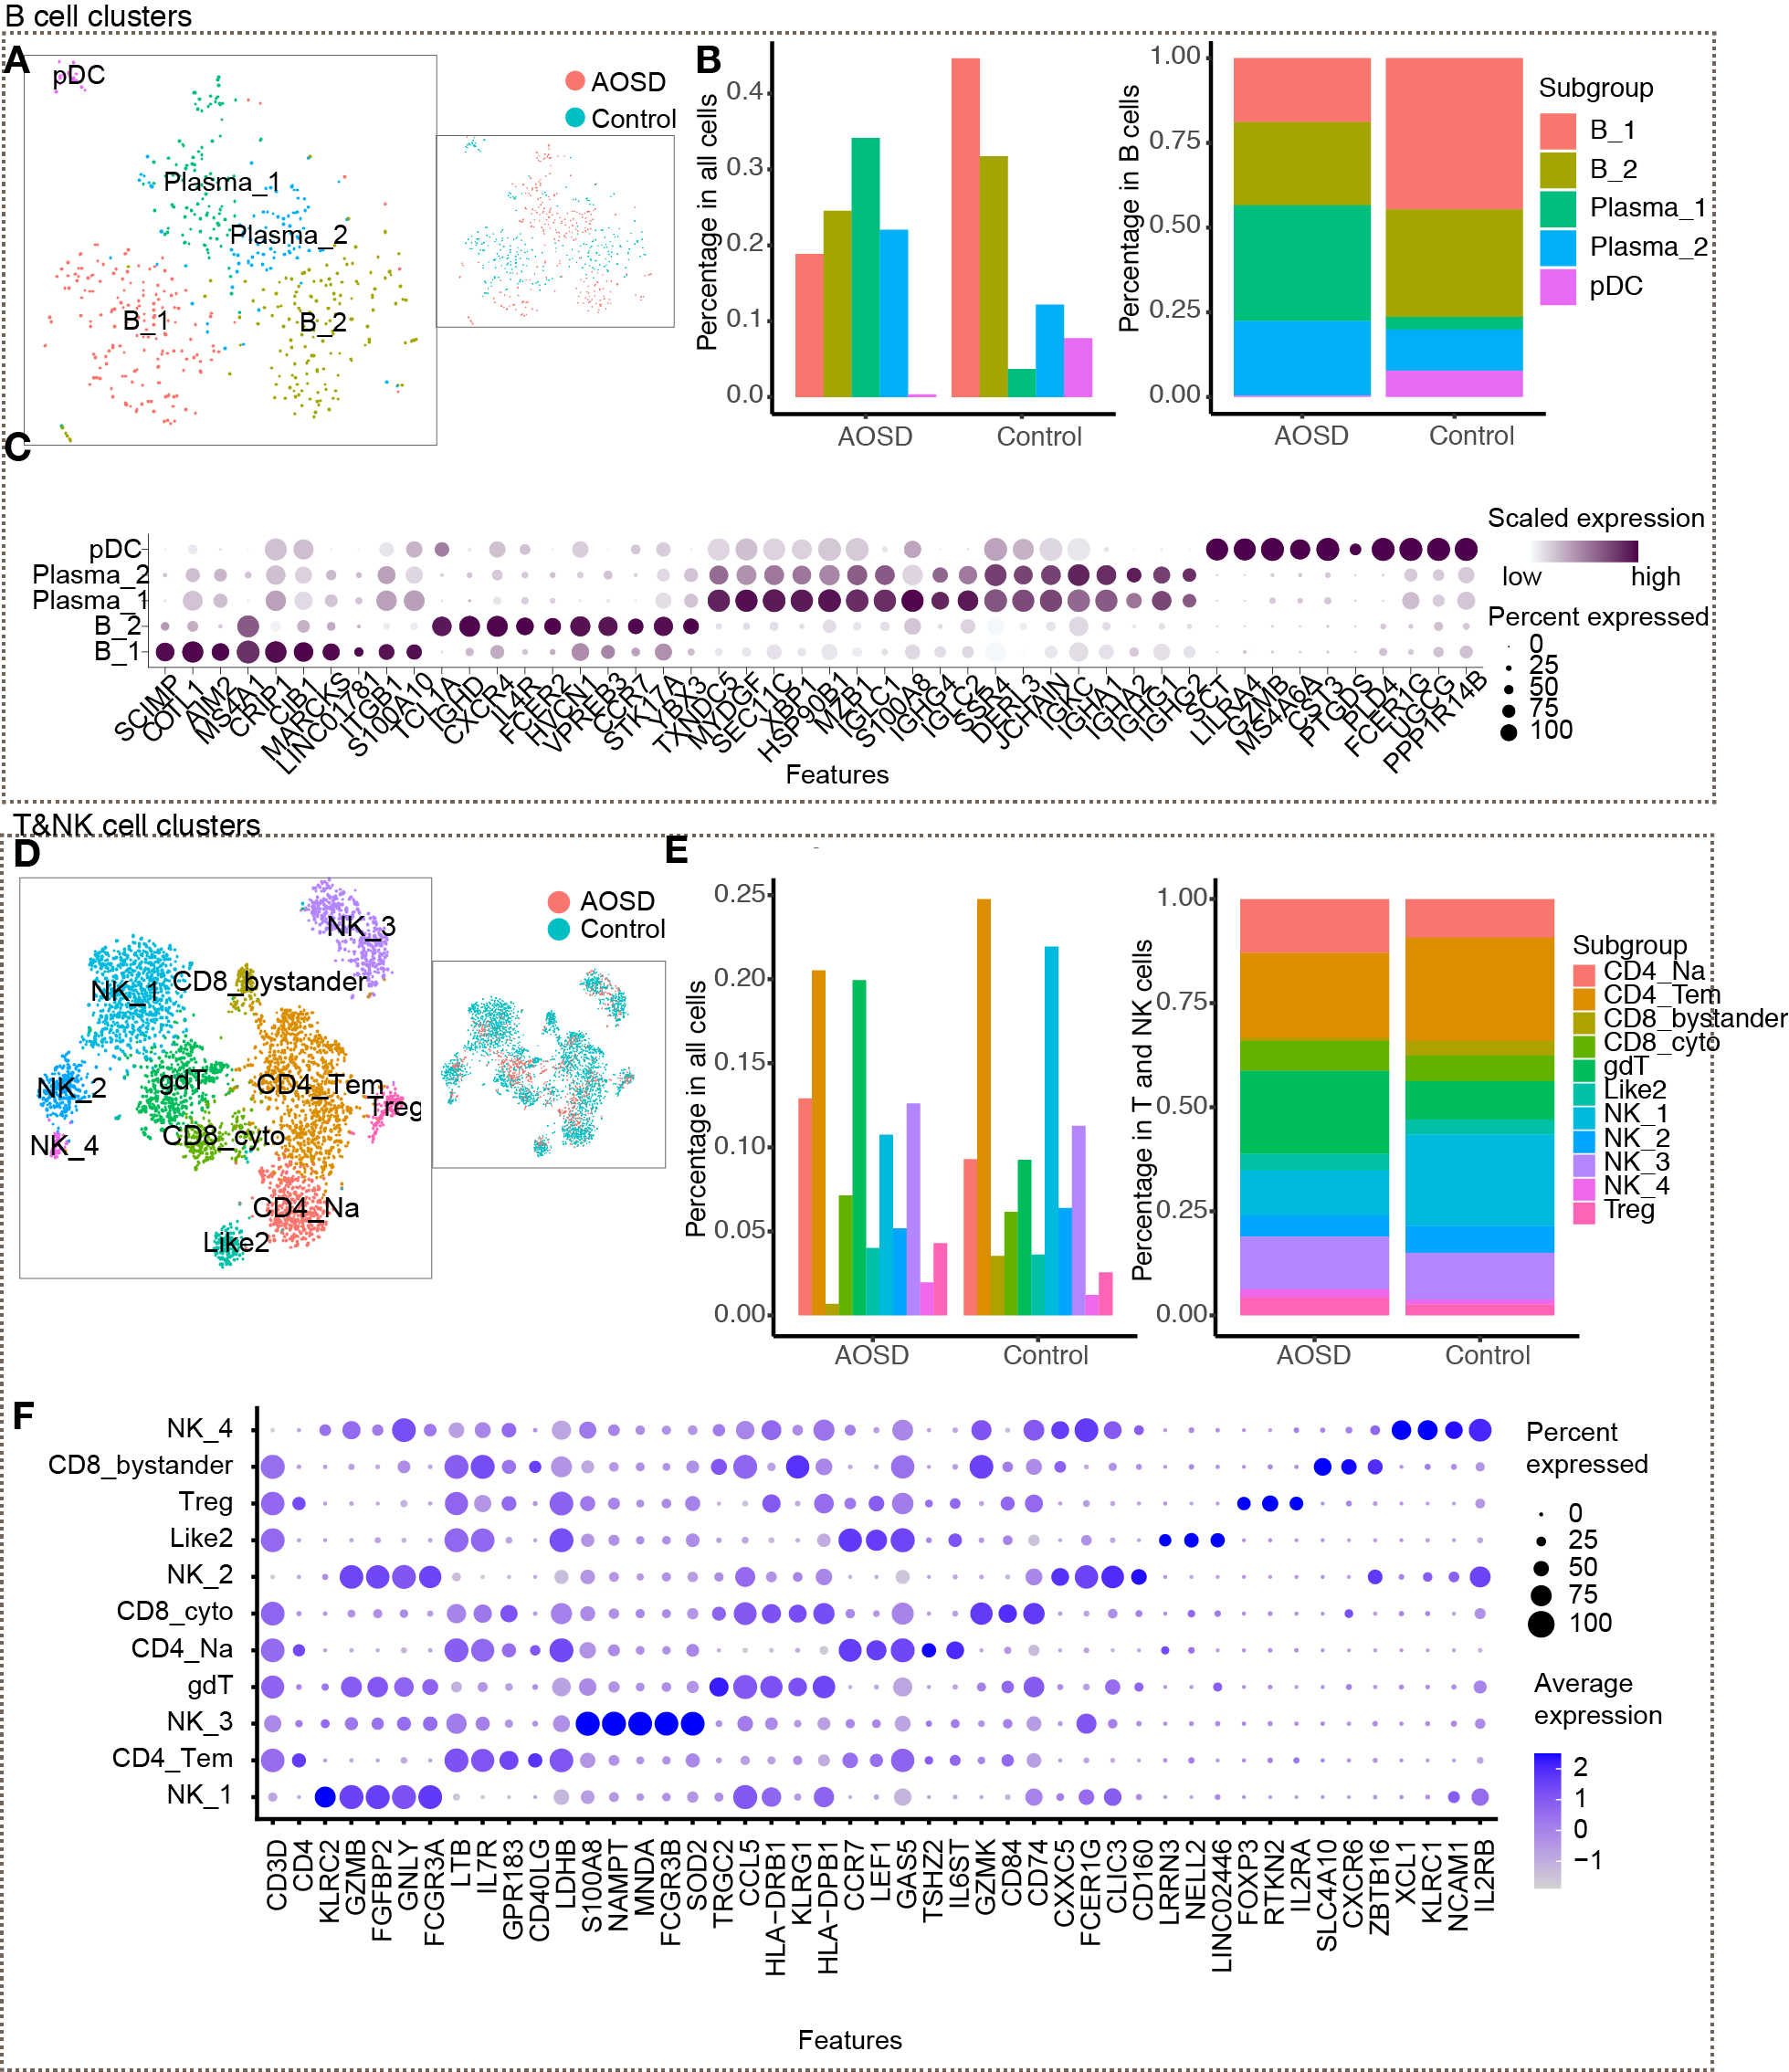 B cell clusters
A
pDC
Plasma_1
Plasma_2
B_1
B_2
AOSD
Control
B
Percentage in all cells
0.4
0.3
0.2
0.1
0.0
AOSD
Control
Percentage in B cells
1.00
0.75
0.50
0.25
0.00
AOSD
Control
Subgroup
B_1
B_2
Plasma_1
Plasma_2
pDC
C
pDC
Plasma_2
Plasma_1
B_2
B_1
SCIMP
COTL1
AIM2
MS4A1
CRIP1
CIB1
MARCKS
LINC01781
ITGB1
S100A10
TCL1A
IGHD
CXCR4
IL4R
FCER2
HVCN1
VPREB3
CCR7
STK17A
YBX3
TXNDC5
MYDGF
SEC11C
XBP1
HSP90B1
MZB1
IGLC1
S100A8
IGHG4
IGLC2
SSR4
DERL3
JCHAIN
IGKC
IGHA1
IGHA2
IGHG1
IGHG2
SCT
LILRA4
GZMB
MS4A6A
CST3
PTGDS
PLD4
FCER1G
UGCG
PPP1R14B
Features
Scaled expression
low high
Percent expressed
0
25
50
75
100
T&NK cell clusters
D
NK_3
CD8_bystander
NK_1
gdT
CD4_Tem
NK_2
Treg
CD8_cyto
NK_4
CD4_Na
Like2
AOSD
Control
E
Percentage in all cells
0.25
0.20
0.15
0.10
0.05
0.00
AOSD
Control
Percentage in T and NK cells
1.00
0.75
0.50
0.25
0.00
AOSD
Control
Subgroup
CD4_Na
CD4_Tem
CD8_bystander
CD8_cyto
gdT
Like2
NK_1
NK_2
NK_3
NK_4
Treg
F
NK_4
CD8_bystander
Treg
Like2
NK_2
CD8_cyto
CD4_Na
gdT
NK_3
CD4_Tem
NK_1
CD3D
CD4
KLRC2
GZMB
FGFBP2
GNLY
FCGR3A
LTB
IL7R
GPR183
CD40LG
LDHB
S100A8
NAMPT
MNDA
FCGR3B
SOD2
TRGC2
CCL5
HLA−DRB1
KLRG1
HLA−DPB1
CCR7
LEF1
GAS5
TSHZ2
IL6ST
GZMK
CD84
CD74
CXXC5
FCER1G
CLIC3
CD160
LRRN3
NELL2
LINC02446
FOXP3
RTKN2
IL2RA
SLC4A10
CXCR6
ZBTB16
XCL1
KLRC1
NCAM1
IL2RB
Features
Percent
expressed
0
25
50
75
100
Average
expression
2
1
0
−1